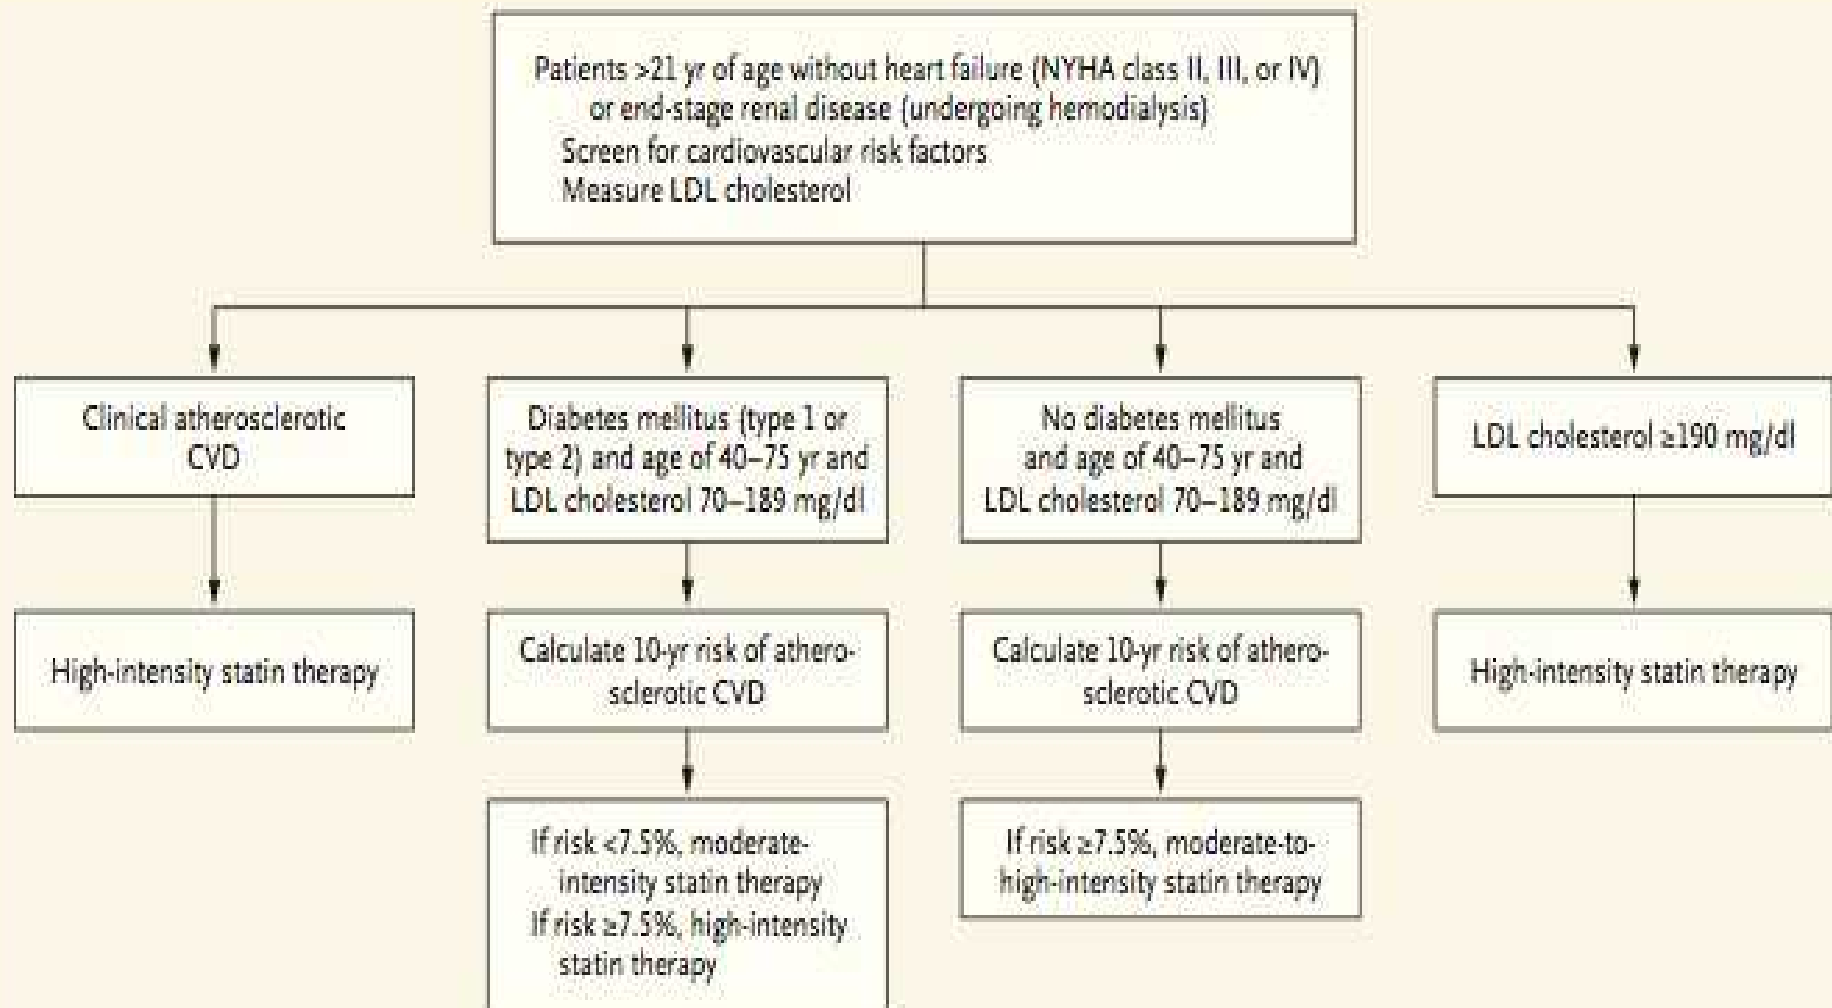 Patients >21 yr of age without heart failure (NYHA class II, III, or IV)
or end-stage renal disease (undergoing hemodialysis)
Screen for cardiovascular risk factors
Measure LDL cholesterol
Clinical atherosclerotic
CVD
Diabetes mellitus (type 1 or
type 2) and age of 40–75 yr and
LDL cholesterol 70–189 mg/dl
No diabetes mellitus
and age of 40–75 yr and
LDL cholesterol 70–189 mg/dl
LDL cholesterol ≥190 mg/dl
High-intensity statin therapy
Calculate 10-yr risk of athero-
sclerotic CVD
Calculate 10-yr risk of athero-
sclerotic CVD
High-intensity statin therapy
If risk <7.5%, moderate-
intensity statin therapy
If risk ≥7.5%, high-intensity
statin therapy
If risk ≥7.5%, moderate-to-
high-intensity statin therapy